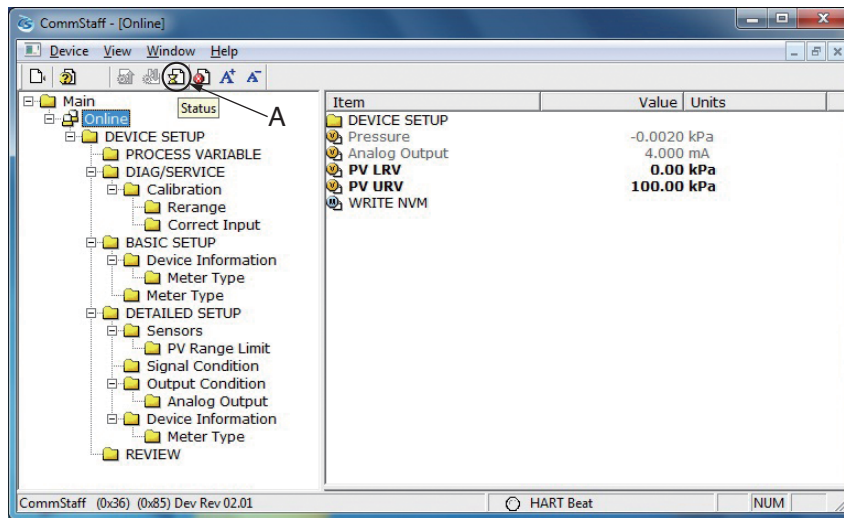 CommStaff - [Online]
Device View Window Help
A+ A-
Status
A
Main
Online
DEVICE SETUP
PROCESS VARIABLE
DIAG/SERVICE
Calibration
Rerange
Correct Input
BASIC SETUP
Device Information
Meter Type
Meter Type
DETAILED SETUP
Sensors
PV Range Limit
Signal Condition
Output Condition
Analog Output
Device Information
Meter Type
REVIEW
Item Value Units
DEVICE SETUP
Pressure -0.0020 kPa
Analog Output 4.000 mA
PV LRV 0.00 kPa
PV URV 100.00 kPa
WRITE NVM
CommStaff (0x36) (0x85) Dev Rev 02.01 HART Beat NUM